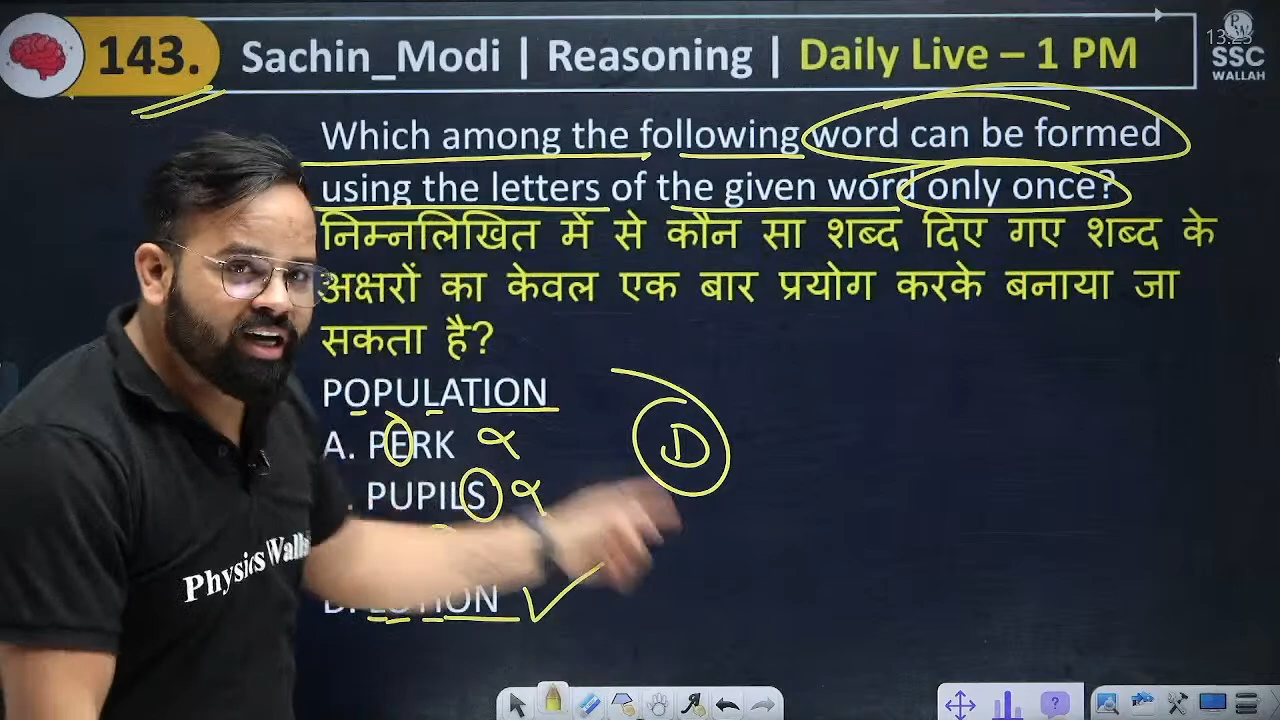 143. Sachin_Modi | Reasoning | Daily Live – 1 PM
SSC
WALLAH
Which among the following word can be formed
using the letters of the given word only once?
निम्नलिखित में से कौन सा शब्द दिए गए शब्द के
अक्षरों का केवल एक बार प्रयोग करके बनाया जा
सकता है?
POPULATION
A. PERK
PUPILS
D. LOTION
D
Physics Walla